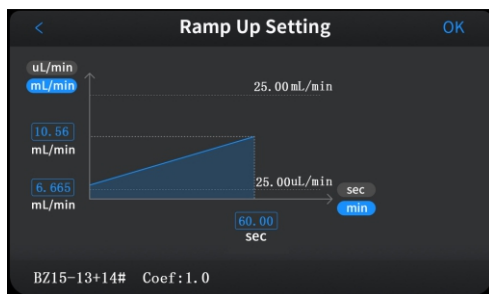 < Ramp Up Setting OK
uL/min
mL/min
25.00mL/min
10.56
mL/min
6.665
mL/min
25.00uL/min
sec
min
60.00
sec
BZ15-13+14# Coef:1.0